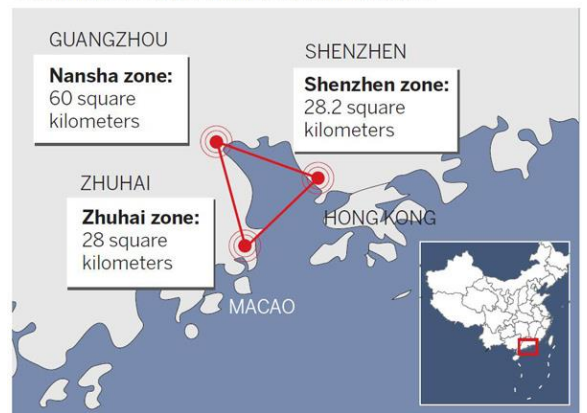 GUANGZHOU
Nansha zone:
60 square
kilometers
SHENZHEN
Shenzhen zone:
28.2 square
kilometers
ZHUHAI
Zhuhai zone:
28 square
kilometers
HONG KONG
MACAO